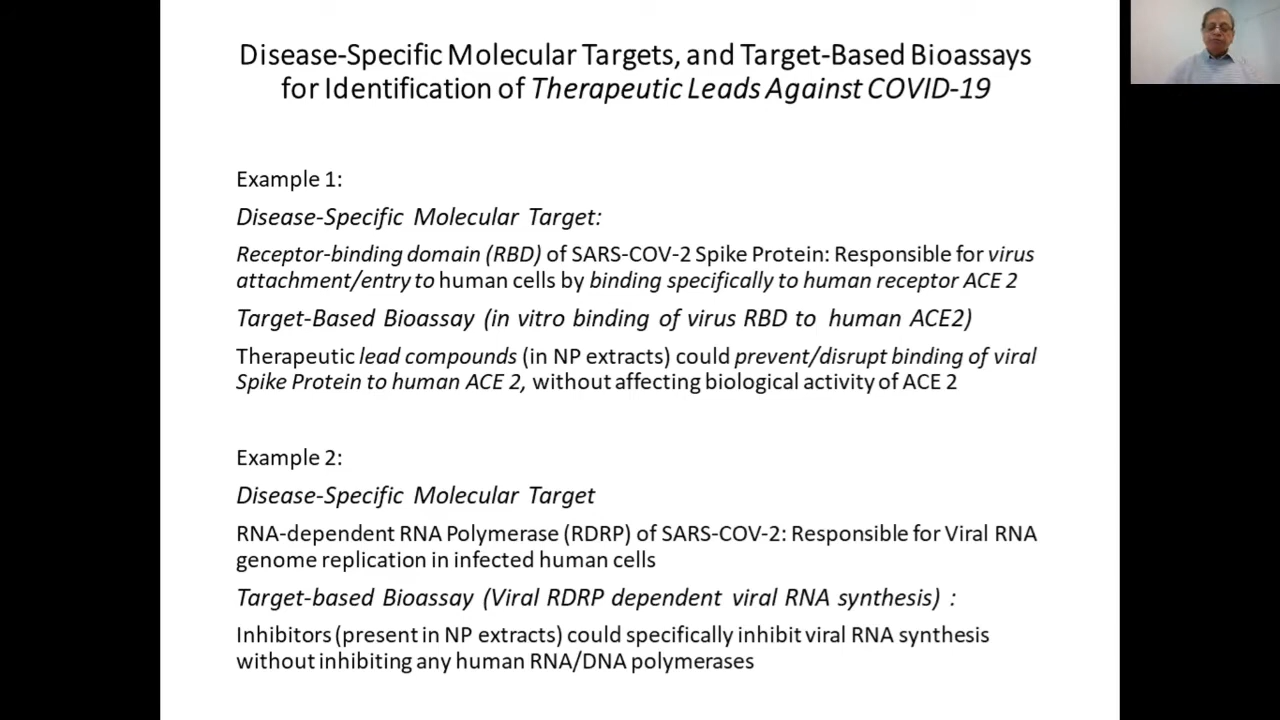 Disease-Specific Molecular Targets, and Target-Based Bioassays
for Identification of Therapeutic Leads Against COVID-19
Example 1:
Disease-Specific Molecular Target:
Receptor-binding domain (RBD) of SARS-COV-2 Spike Protein: Responsible for virus
attachment/entry to human cells by binding specifically to human receptor ACE 2
Target-Based Bioassay (in vitro binding of virus RBD to human ACE2)
Therapeutic lead compounds (in NP extracts) could prevent/disrupt binding of viral
Spike Protein to human ACE 2, without affecting biological activity of ACE 2
Example 2:
Disease-Specific Molecular Target
RNA-dependent RNA Polymerase (RDRP) of SARS-COV-2: Responsible for Viral RNA
genome replication in infected human cells
Target-based Bioassay (Viral RDRP dependent viral RNA synthesis) :
Inhibitors (present in NP extracts) could specifically inhibit viral RNA synthesis
without inhibiting any human RNA/DNA polymerases